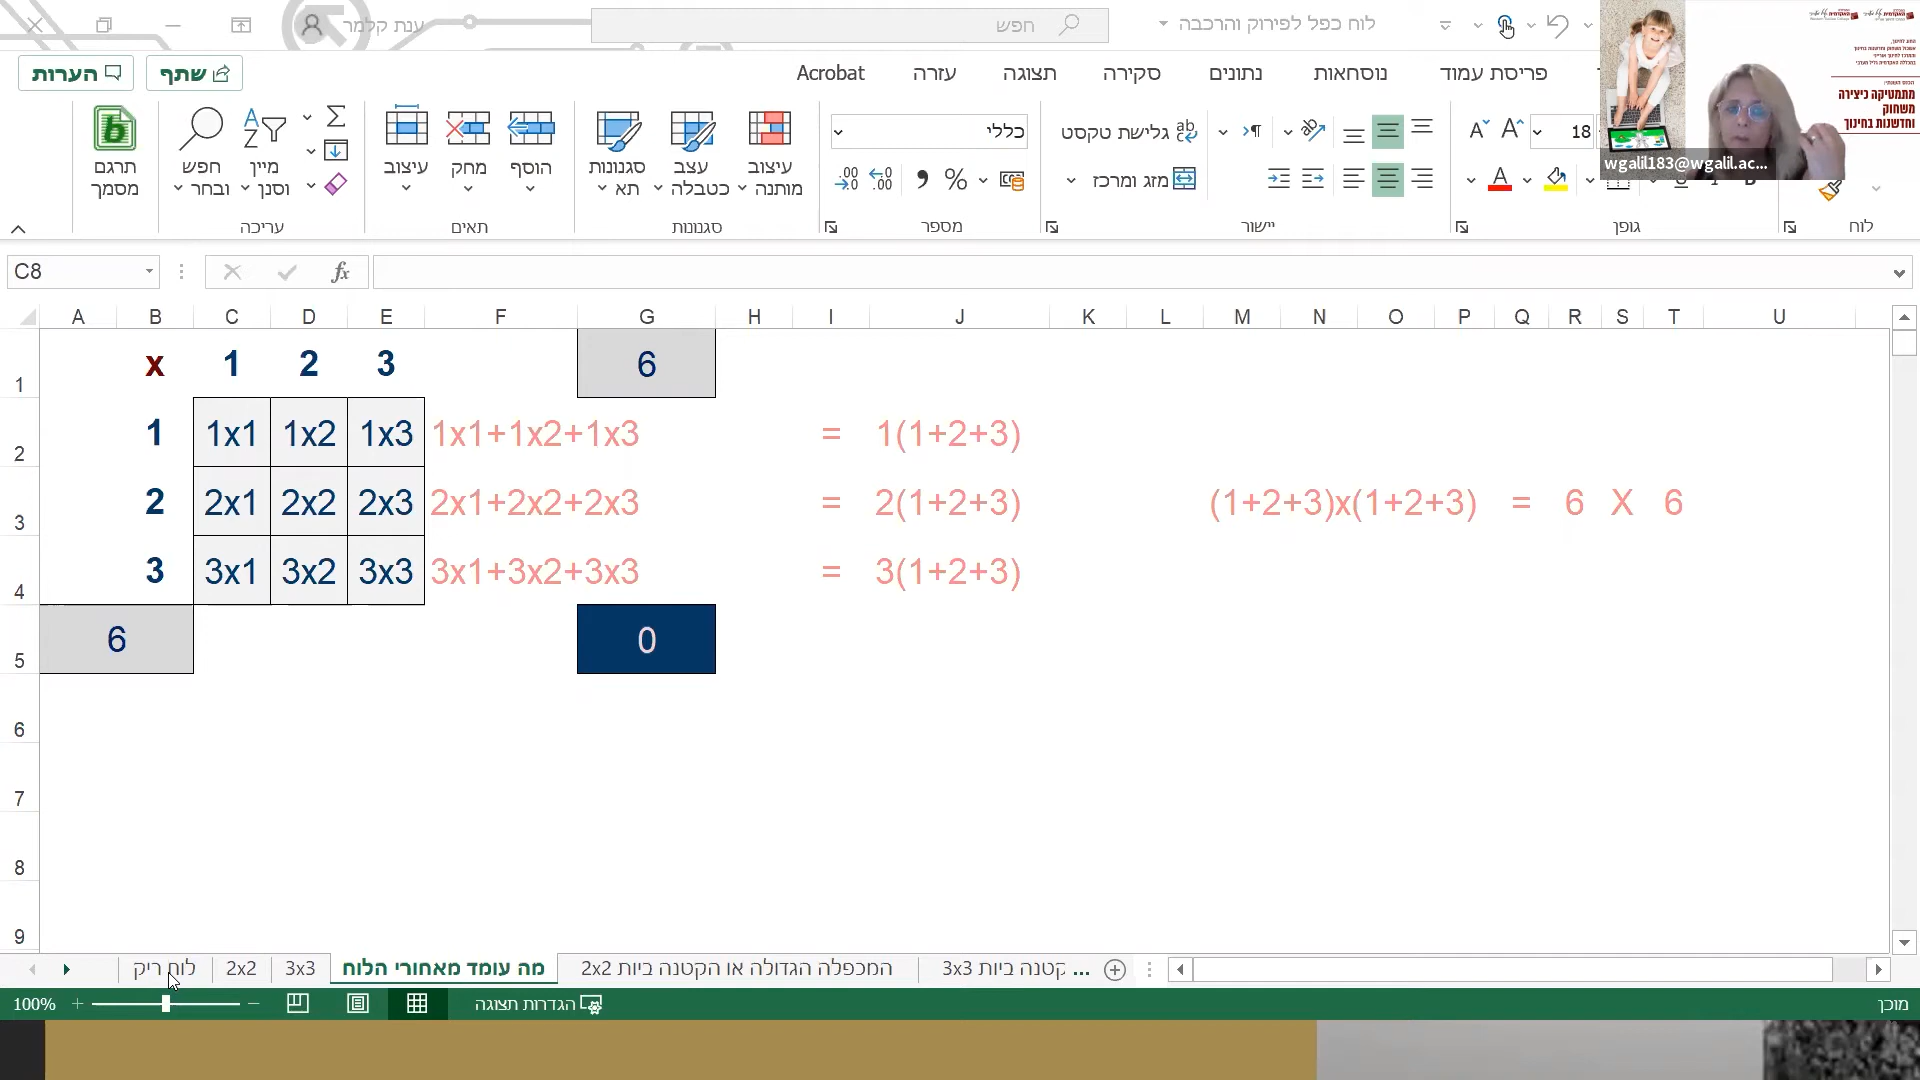 ענת קלמר
חפש
לוח כפל לפירוק והרכבה
הערות
שתף
Acrobat
עזרה
תצוגה
סקירה
נתונים
נוסחאות
פריסת עמוד
תרגם מסמך
חפש ובחר
מיין וסנן
עריכה
עיצוב
מחק
הוסף
תאים
סגנונות תא
עצב כטבלה
עיצוב מותנה
סגנונות
כללי
מספר
גלישת טקסט
מזג ומרכז
יישור
18
גופן
לוח
wgalil183@wgalil.ac...
מתמטיקה כיצירה
משחוק
וחדשנות בחינוך
C8
fx
A B C D E F G H I J K L M N O P Q R S T U
1 x 1 2 3 6
2 1 1x1 1x2 1x3 1x1+1x2+1x3 = 1(1+2+3)
3 2 2x1 2x2 2x3 2x1+2x2+2x3 = 2(1+2+3) (1+2+3)x(1+2+3) = 6 X 6
4 3 3x1 3x2 3x3 3x1+3x2+3x3 = 3(1+2+3)
5 6 0
6
7
8
9
לוח ריק
2x2
3x3
מה עומד מאחורי הלוח
המכפלה הגדולה או הקטנה ביות 2x2
קטנה ביות 3x3 ...
100%
הגדרות תצוגה
מוכן